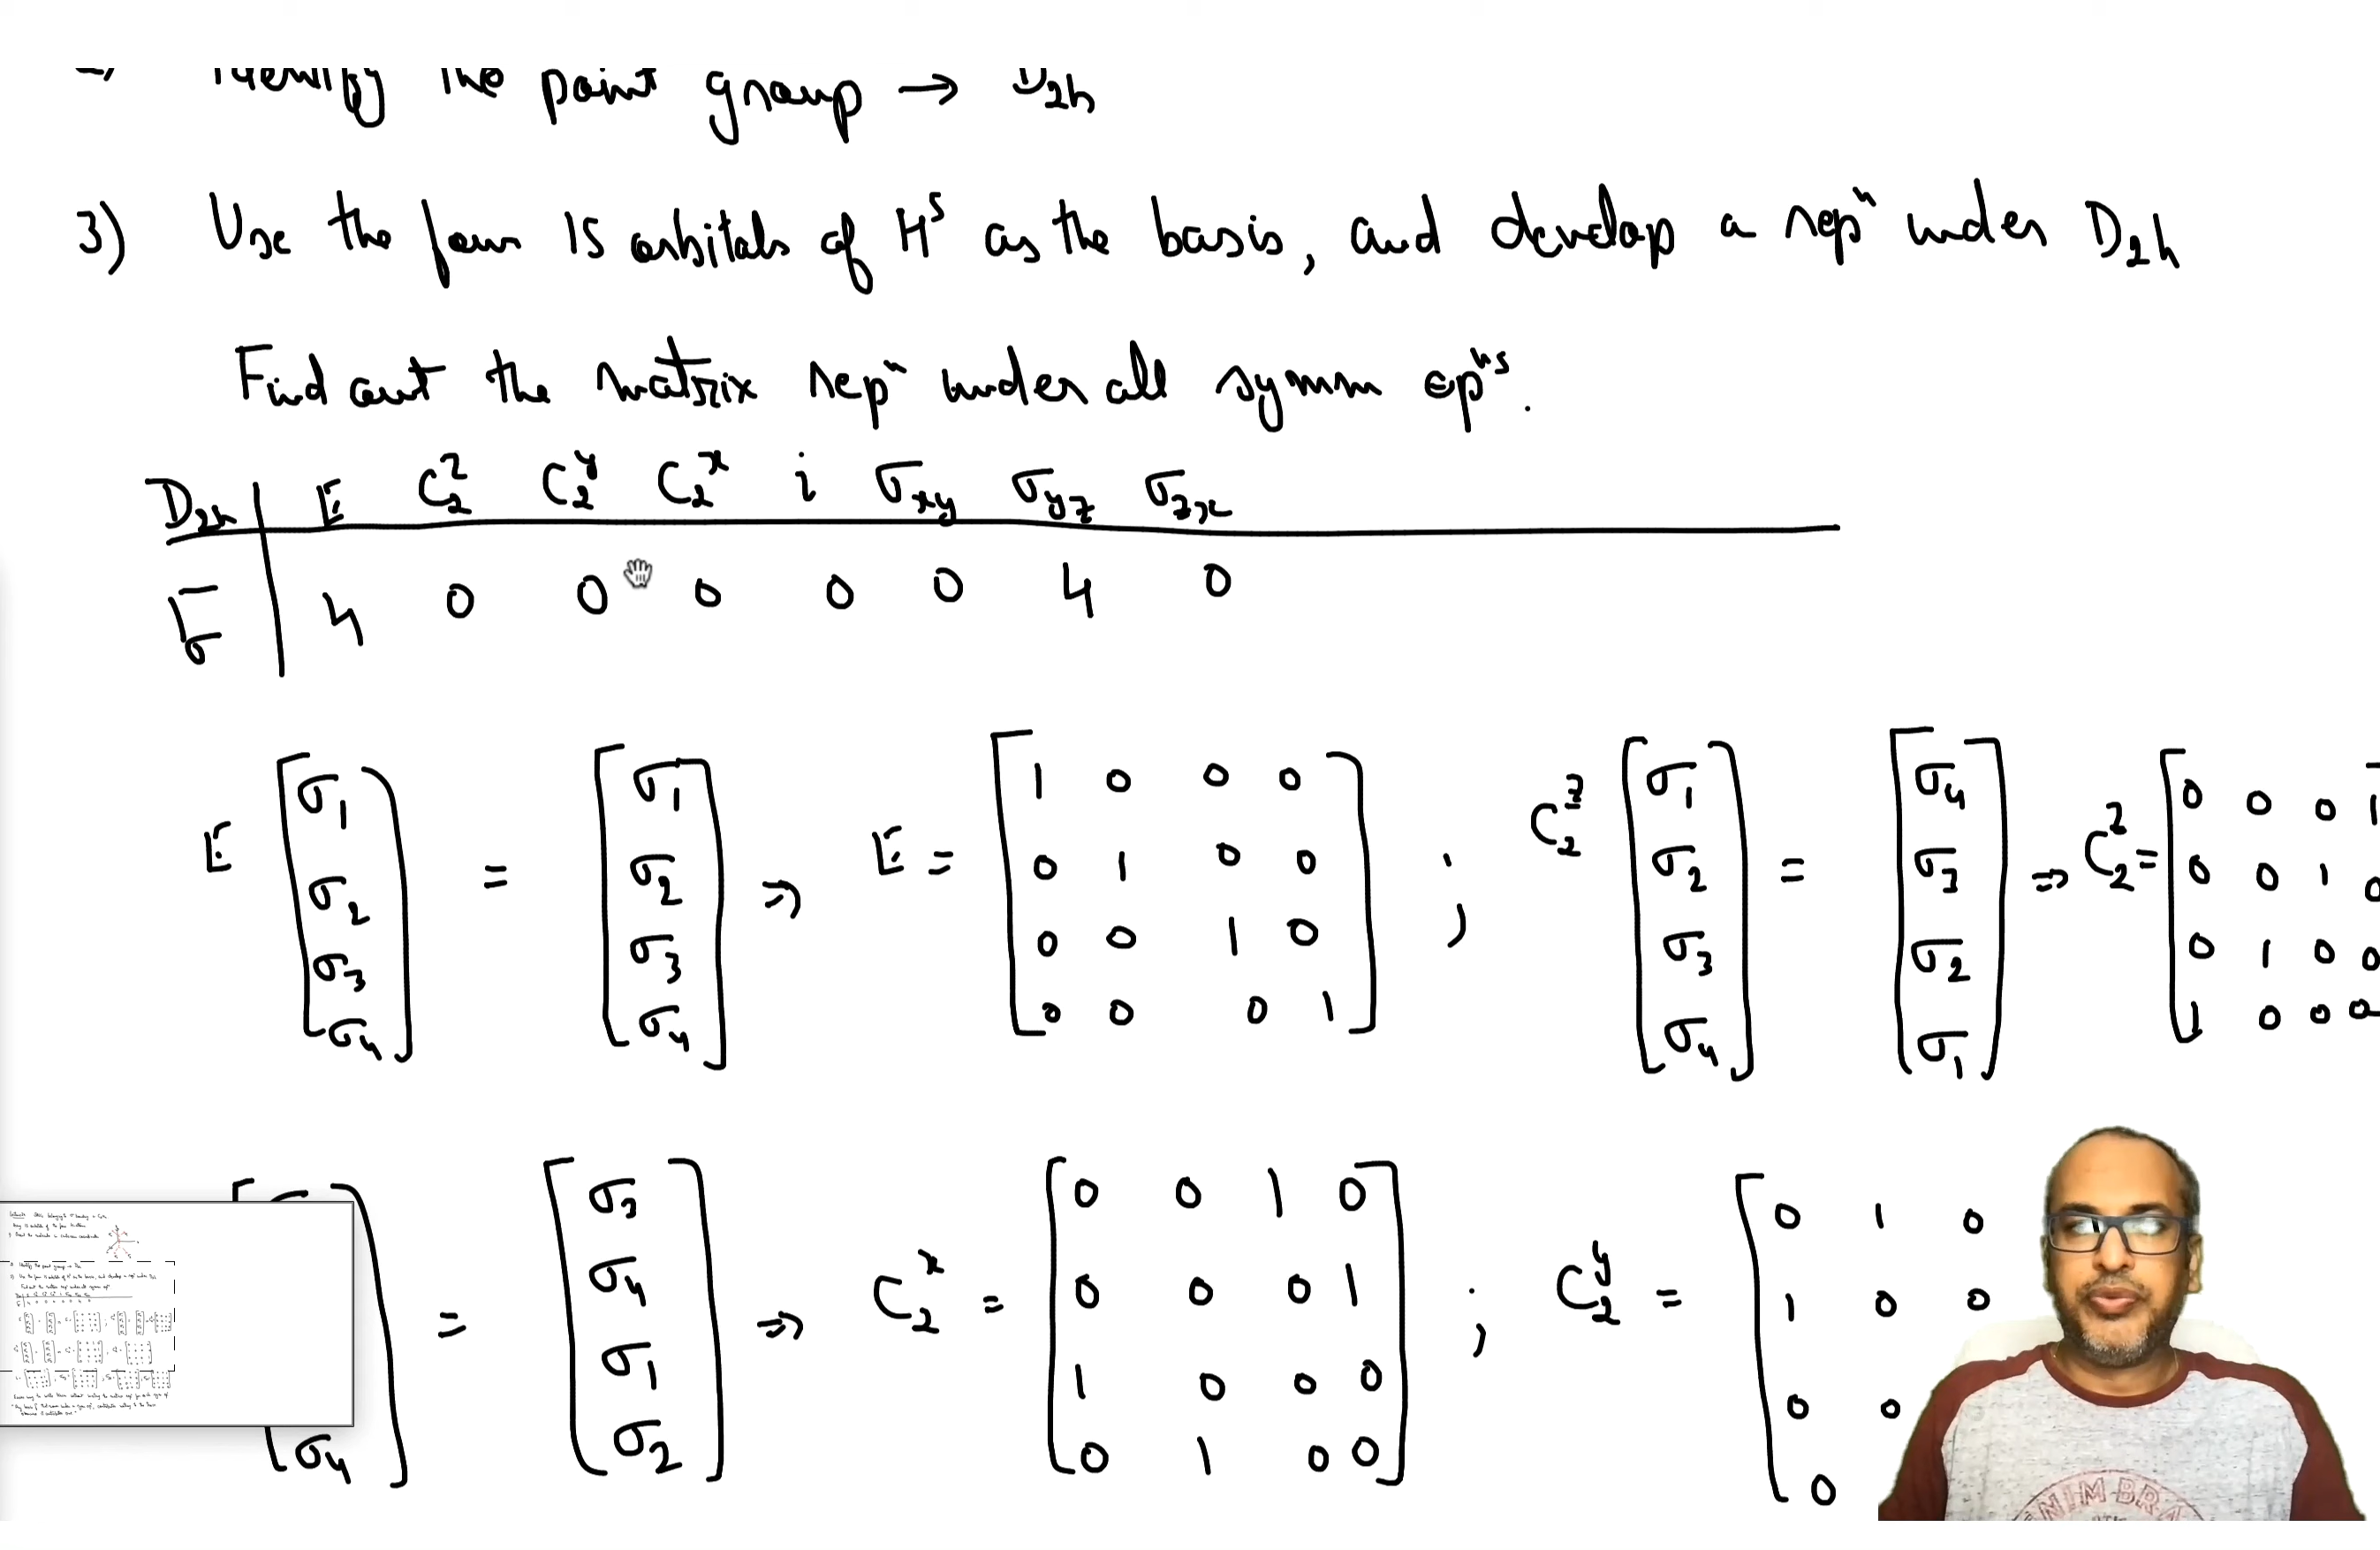 Identify the point group → D2h
3) Use the four 1S orbitals of H^s as the basis, and develop a repⁿ under D2h
Find out the matrix repⁿ under all symm opⁿˢ.
D2h | E C₂ᶻ C₂ʸ C₂ˣ i σxy σyz σzx
Γσ | 4 0 0 0 0 0 4 0
E [σ1 σ2 σ3 σ4] = [σ1 σ2 σ3 σ4] ⇒ E = [1 0 0 0
0 1 0 0
0 0 1 0
0 0 0 1] ; C₂ᶻ [σ1 σ2 σ3 σ4] = [σ4 σ3 σ2 σ1] ⇒ C₂ᶻ = [0 0 0 1
0 0 1 0
0 1 0 0
1 0 0 0
σ4] = [σ3 σ4 σ1 σ2] ⇒ C₂ˣ = [0 0 1 0
0 0 0 1
1 0 0 0
0 1 0 0] ; C₂ʸ = [0 1 0
1 0 0
0 0
0